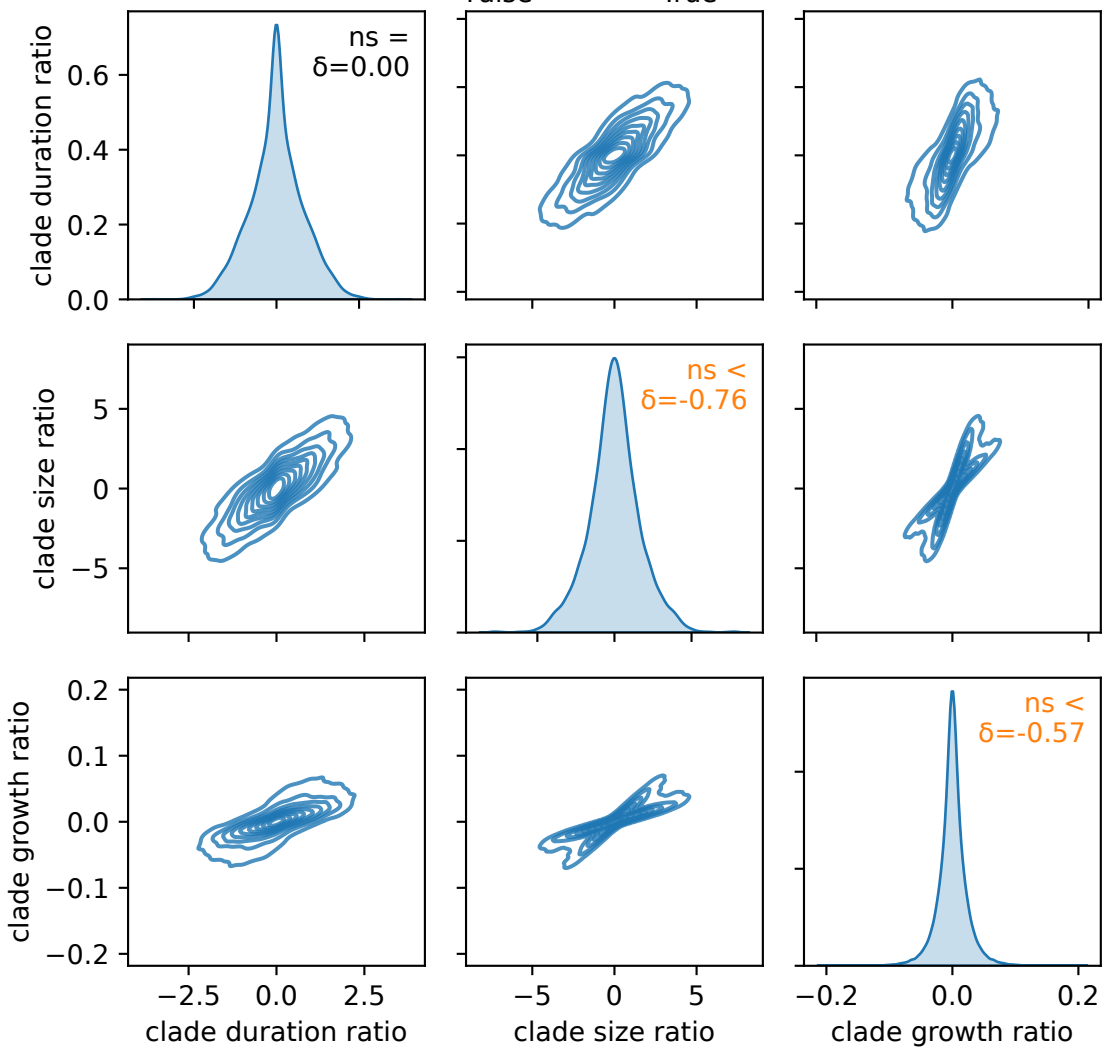 clade duration ratio
0.6
0.4
0.2
0.0
ns =
δ=0.00
clade size ratio
5
0
−5
ns <
δ=-0.76
clade growth ratio
0.2
0.1
0.0
−0.1
−0.2
ns <
δ=-0.57
−2.5
0.0
2.5
clade duration ratio
−5
0
5
clade size ratio
−0.2
0.0
0.2
clade growth ratio